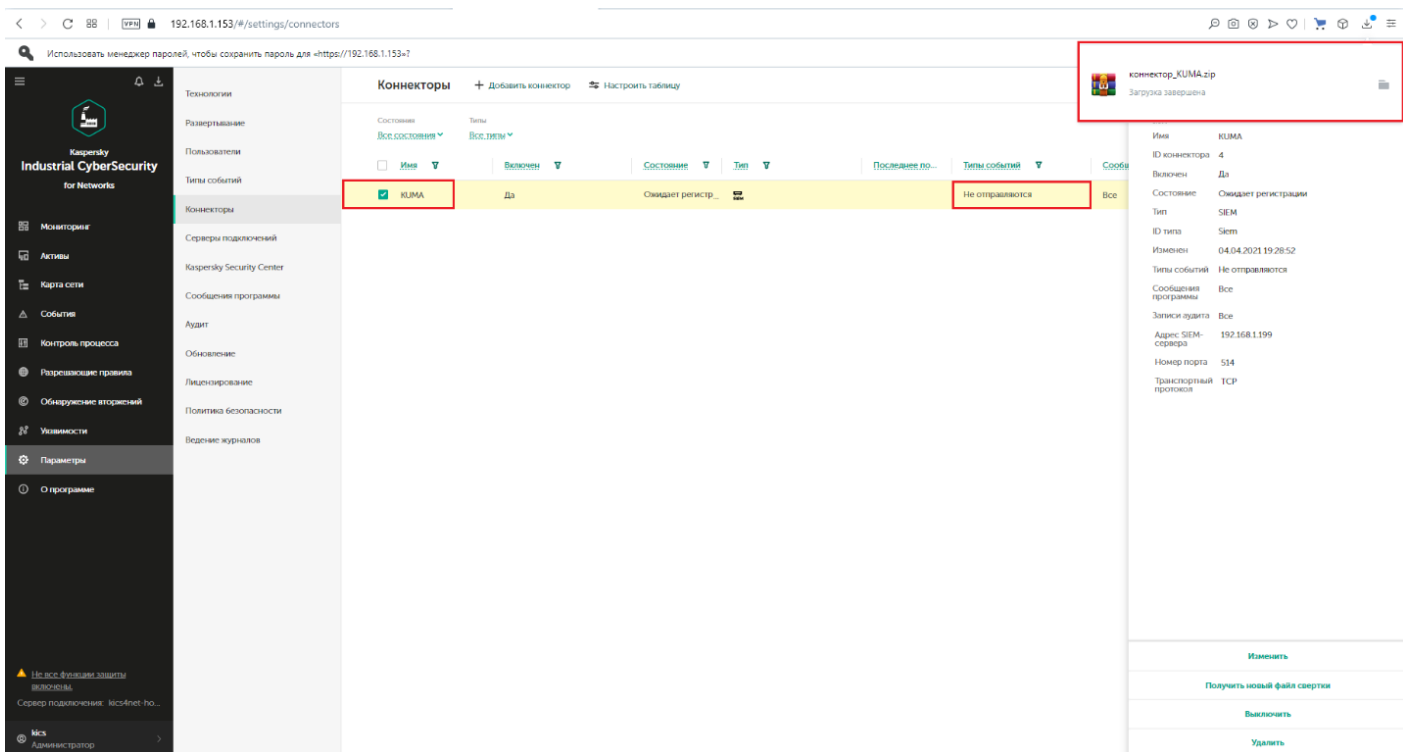 VPN 192.168.1.153/#/settings/connectors
Использовать менеджер паролей, чтобы сохранить пароль для «https://192.168.1.153»?
коннектор_KUMA.zip
Загрузка завершена
Kaspersky
Industrial CyberSecurity
for Networks
Мониторинг
Активы
Карта сети
События
Контроль процесса
Разрешающие правила
Обнаружение вторжений
Уязвимости
Параметры
О программе
Не все функции защиты
включены.
Сервер подключения: kics4net-ho...
kics
Администратор
Технологии
Развертывание
Пользователи
Типы событий
Коннекторы
Серверы подключений
Kaspersky Security Center
Сообщения программы
Аудит
Обновление
Лицензирование
Политика безопасности
Ведение журналов
Коннекторы + Добавить коннектор Настроить таблицу
Состояния Типы
Все состояния Все типы
Имя Включен Состояние Тип Последнее по... Типы событий Сообщ
KUMA Да Ожидает регистр_ Не отправляются Все
Имя KUMA
ID коннектора 4
Включен Да
Состояние Ожидает регистрации
Тип SIEM
ID типа Siem
Изменен 04.04.2021 19:28:52
Типы событий Не отправляются
Сообщения Все
программы
Записи аудита Все
Адрес SIEM- 192.168.1.199
сервера
Номер порта 514
Транспортный TCP
протокол
Изменить
Получить новый файл свертки
Выключить
Удалить